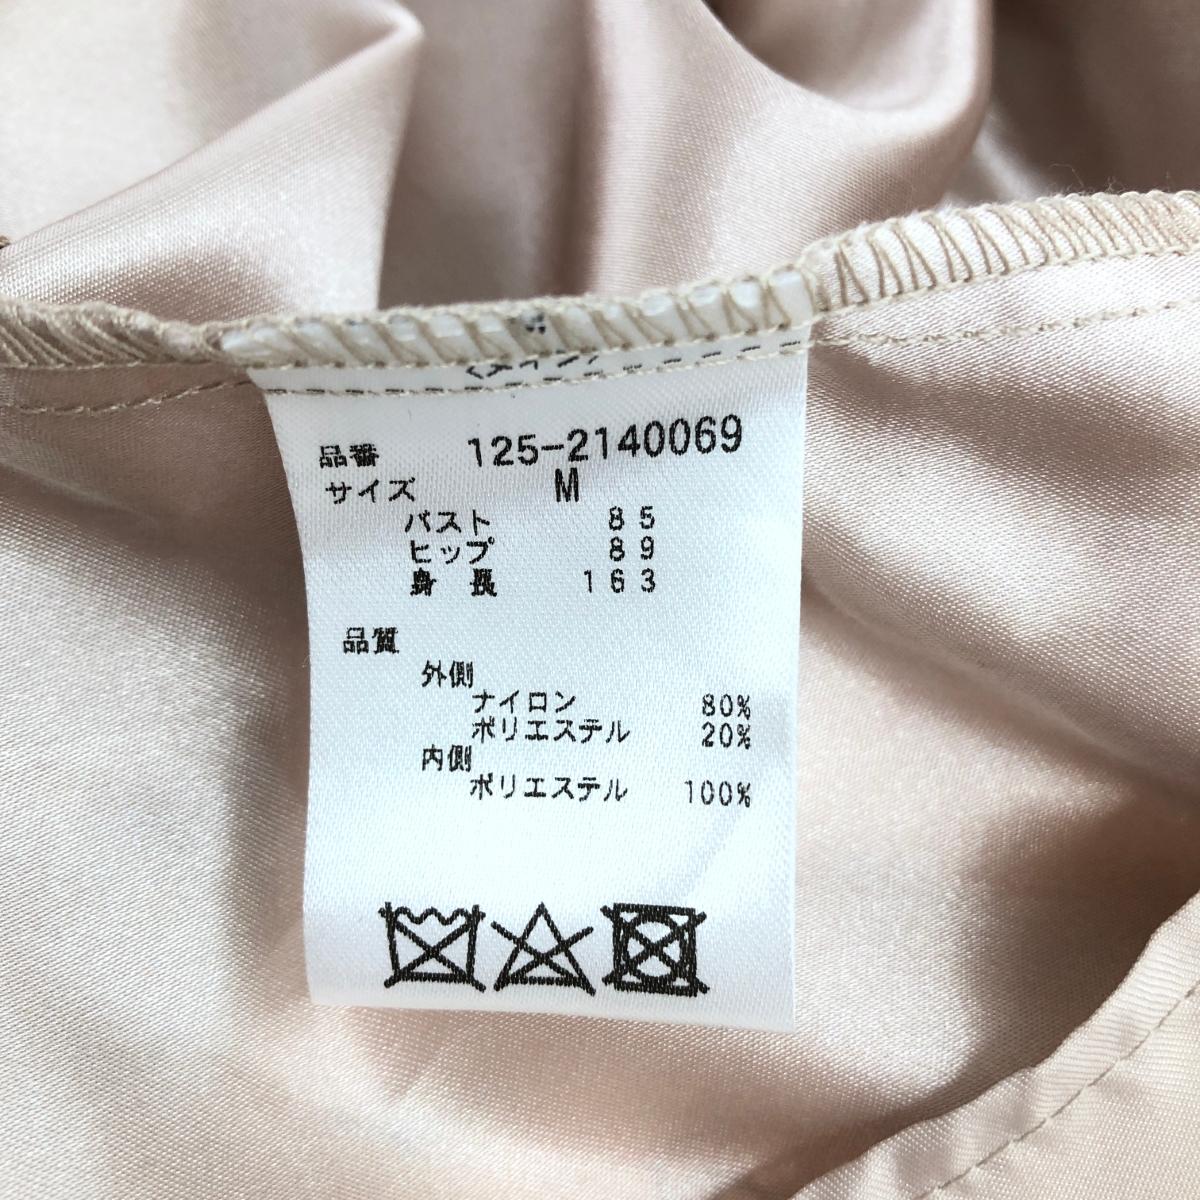 品番 125-2140069
サイズ M
バスト 85
ヒップ 89
身長 163
品質
外側
ナイロン 80%
ポリエステル 20%
内側
ポリエステル 100%